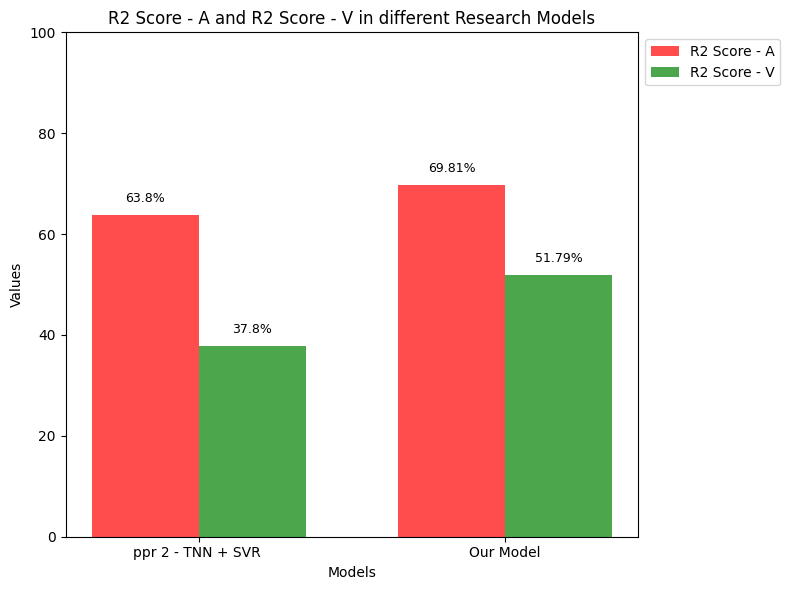 R2 Score - A and R2 Score - V in different Research Models
R2 Score - A
R2 Score - V
Values
100
80
60
40
20
0
63.8%
37.8%
69.81%
51.79%
ppr 2 - TNN + SVR
Our Model
Models